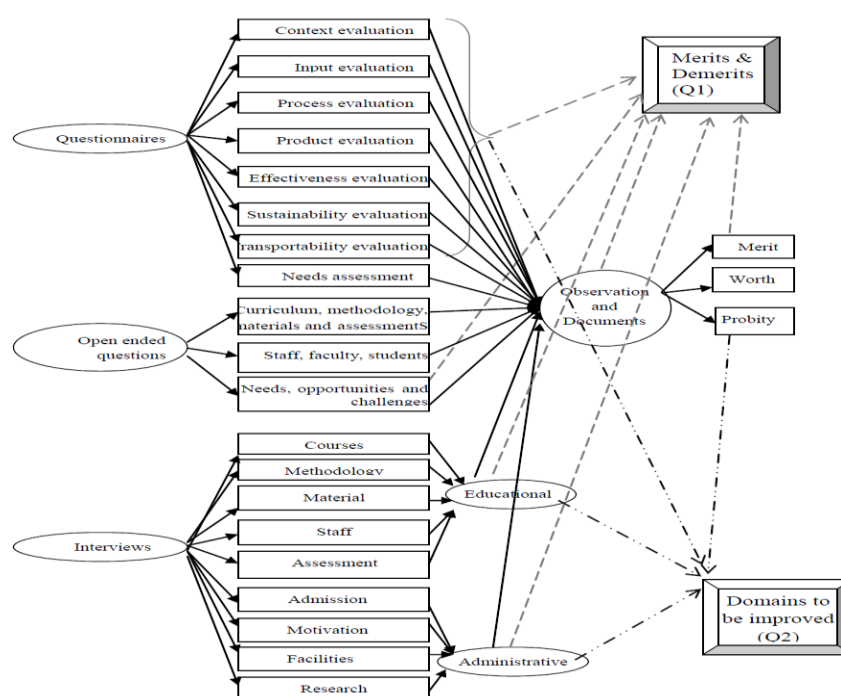 Context evaluation
Input evaluation
Process evaluation
Product evaluation
Effectiveness evaluation
Sustainability evaluation
transportability evaluation
Needs assessment
Questionnaires
Curriculum, methodology,
materials and assessmentS
Staff, faculty, students
Needs, opportunities and
challenges
Open ended
questions
Courses
Methodology
Material
Staff
Assessment
Admission
Motivation
Facilities
Research
Interviews
Educational
Administrative
Observation
and
Documents
Merit
Worth
Probity
Merits &
Demerits
(Q1)
Domains to
be improved
(Q2)